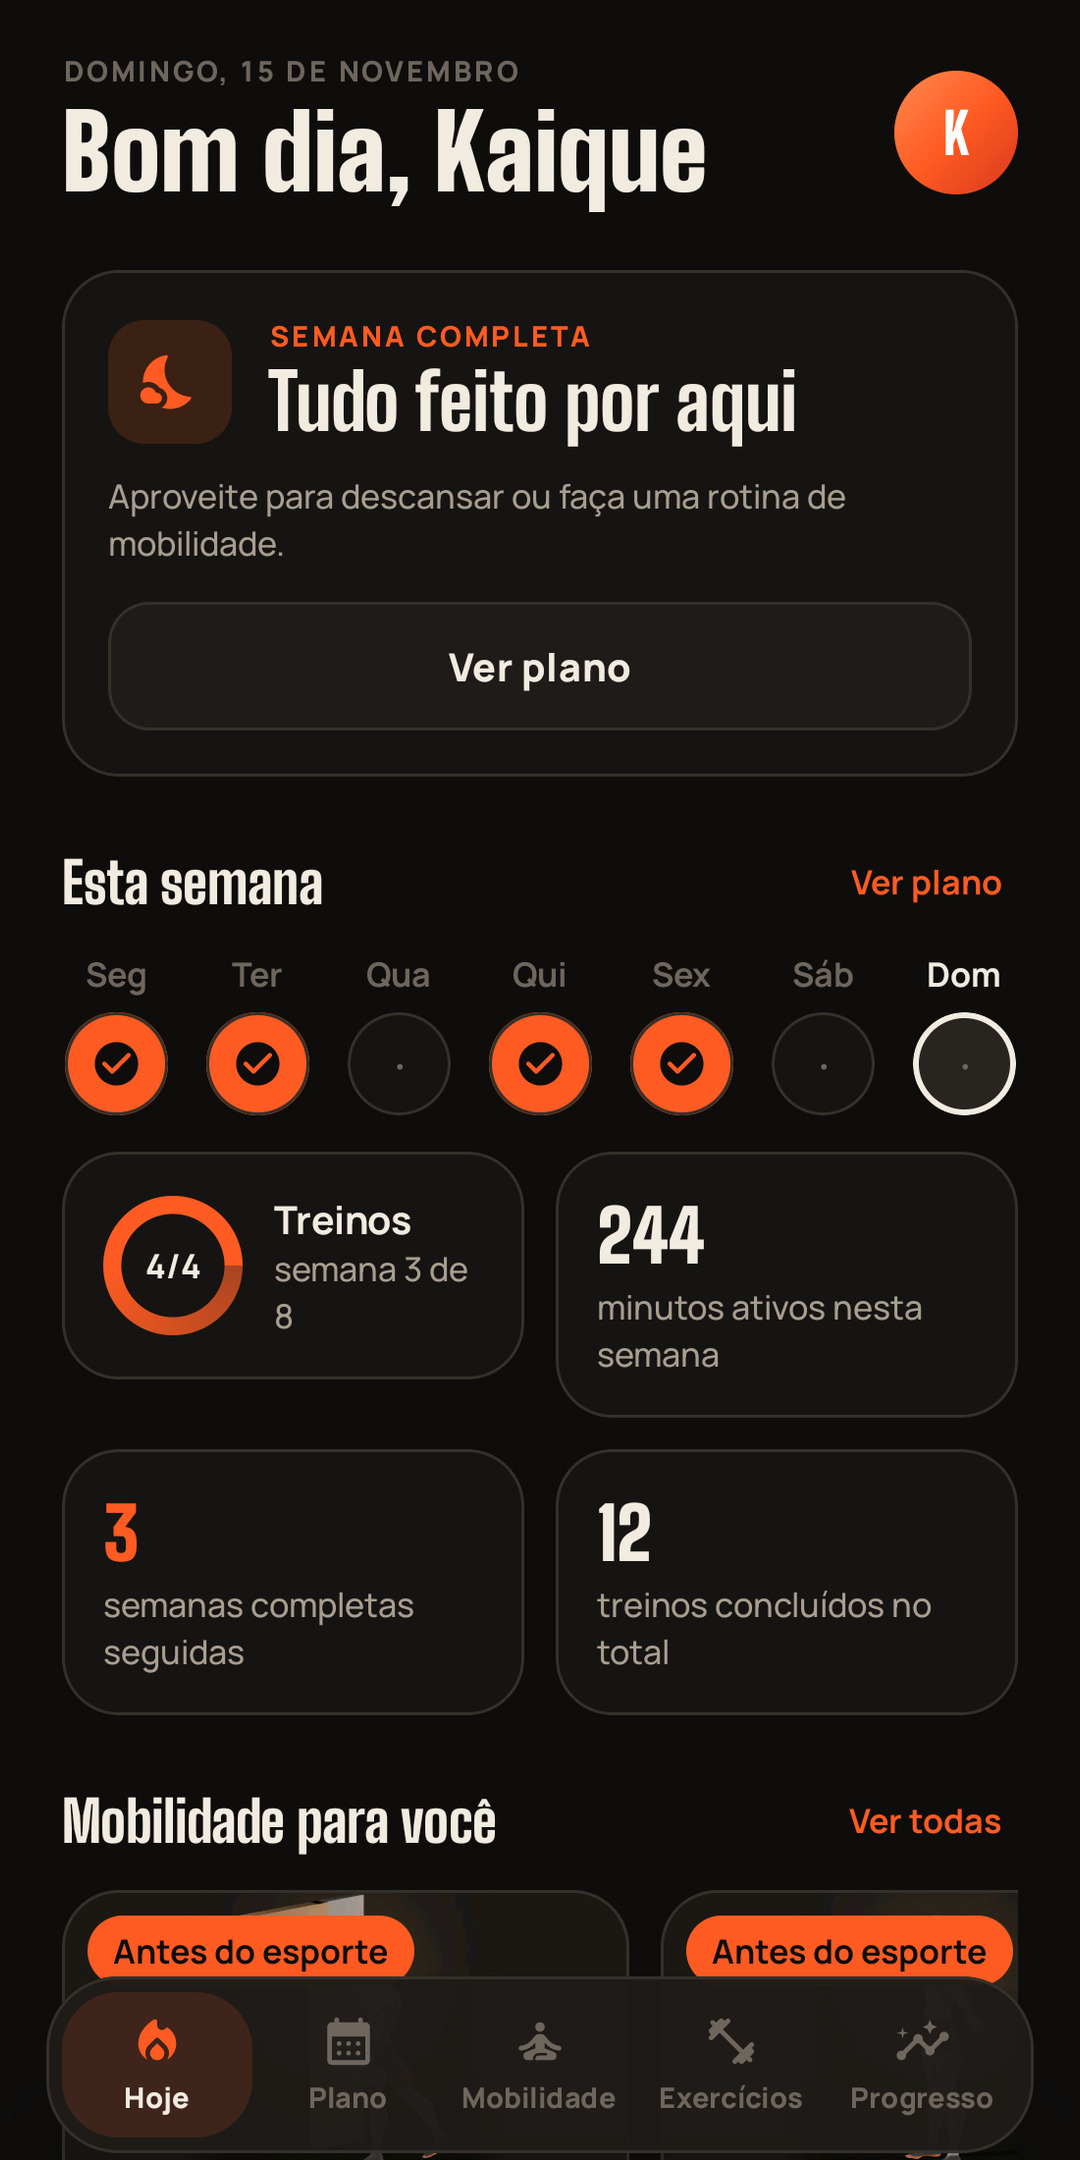 DOMINGO, 15 DE NOVEMBRO
Bom dia, Kaique
K
SEMANA COMPLETA
Tudo feito por aqui
Aproveite para descansar ou faça uma rotina de
mobilidade.
Ver plano
Esta semana
Ver plano
Seg Ter Qua Qui Sex Sáb Dom
4/4
Treinos
semana 3 de
8
244
minutos ativos nesta
semana
3
semanas completas
seguidas
12
treinos concluídos no
total
Mobilidade para você
Ver todas
Antes do esporte
Antes do esporte
Hoje
Plano
Mobilidade
Exercícios
Progresso